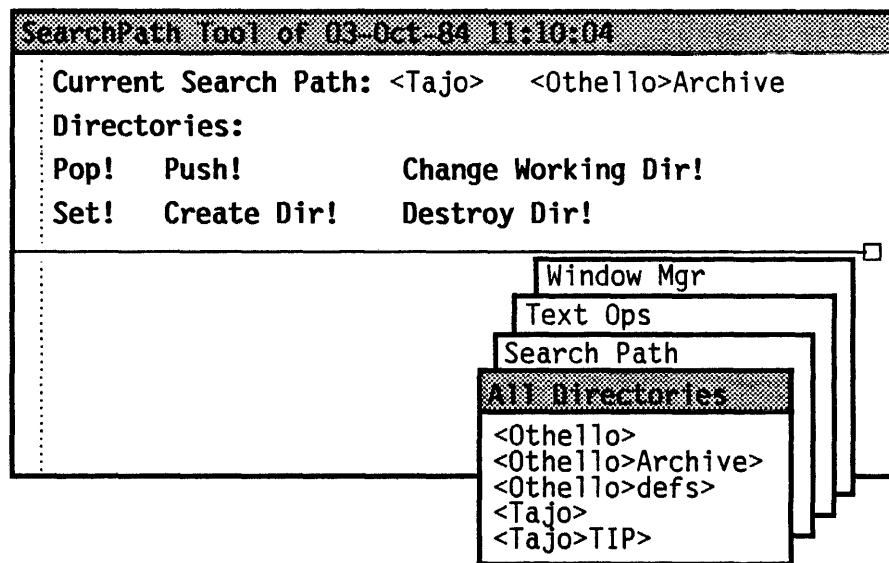 SearchPath Tool of 03-Oct-84 11:10:04
Current Search Path: <Tajo> <Othello>Archive
Directories:
Pop! Push! Change Working Dir!
Set! Create Dir! Destroy Dir!
Window Mgr
Text Ops
Search Path
All Directories
<Othello>
<Othello>Archive>
<Othello>defs>
<Tajo>
<Tajo>TIP>